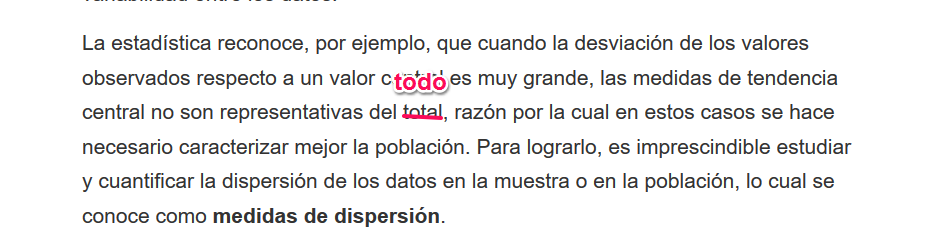 La estadística reconoce, por ejemplo, que cuando la desviación de los valores
observados respecto a un valor es muy grande, las medidas de tendencia
todo
central no son representativas del total, razón por la cual en estos casos se hace
necesario caracterizar mejor la población. Para lograrlo, es imprescindible estudiar
y cuantificar la dispersión de los datos en la muestra o en la población, lo cual se
conoce como medidas de dispersión.